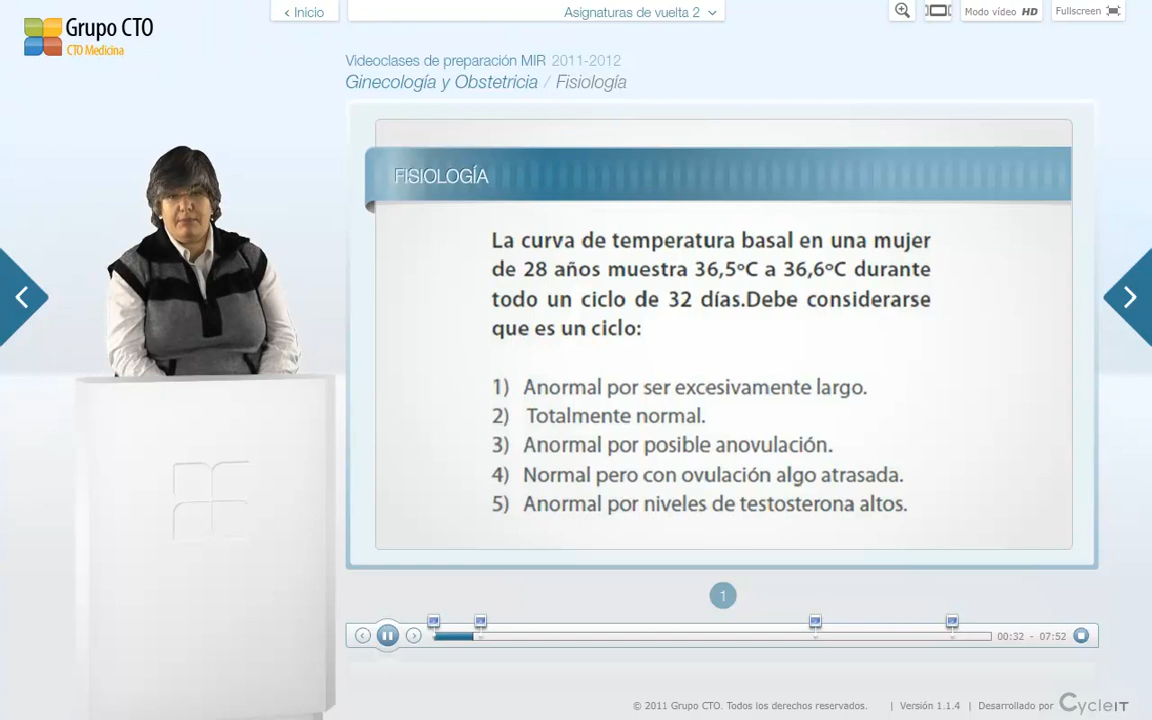 ‹ Inicio
Asignaturas de vuelta 2
Modo vídeo HD
Fullscreen
Grupo CTO
CTO Medicina
Videoclases de preparación MIR 2011-2012
Ginecología y Obstetricia / Fisiología
FISIOLOGÍA
La curva de temperatura basal en una mujer
de 28 años muestra 36,5ºC a 36,6ºC durante
todo un ciclo de 32 días.Debe considerarse
que es un ciclo:
1) Anormal por ser excesivamente largo.
2) Totalmente normal.
3) Anormal por posible anovulación.
4) Normal pero con ovulación algo atrasada.
5) Anormal por niveles de testosterona altos.
1
00:32 - 07:52
© 2011 Grupo CTO. Todos los derechos reservados. | Versión 1.1.4 | Desarrollado por CycleIT